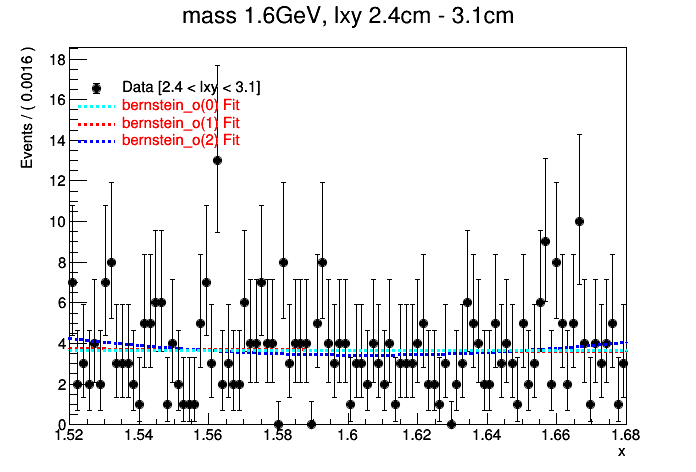 mass 1.6GeV, lxy 2.4cm - 3.1cm
Events / ( 0.0016 )
18
16
14
12
10
8
6
4
2
0
Data [2.4 < lxy < 3.1]
bernstein_o(0) Fit
bernstein_o(1) Fit
bernstein_o(2) Fit
1.52 1.54 1.56 1.58 1.6 1.62 1.64 1.66 1.68
x